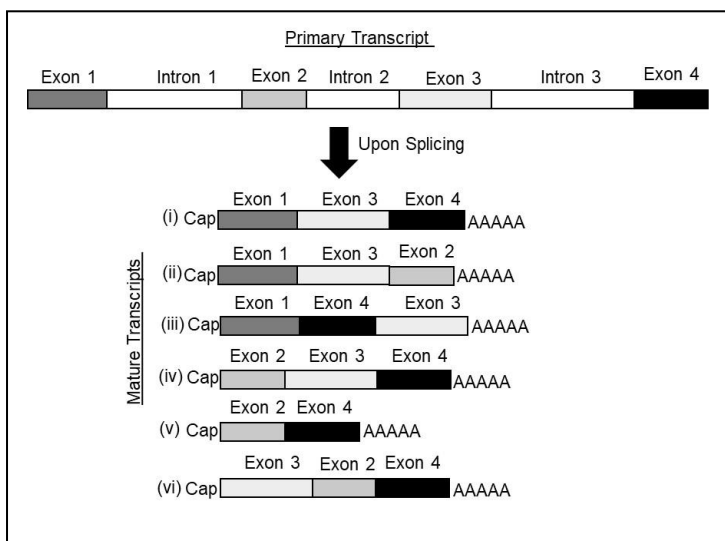 Primary Transcript
Exon 1 Intron 1 Exon 2 Intron 2 Exon 3 Intron 3 Exon 4
Upon Splicing
Mature Transcripts
Exon 1 Exon 3 Exon 4
(i) Cap AAAAA
Exon 1 Exon 3 Exon 2
(ii) Cap AAAAA
Exon 1 Exon 4 Exon 3
(iii) Cap AAAAA
Exon 2 Exon 3 Exon 4
(iv) Cap AAAAA
Exon 2 Exon 4
(v) Cap AAAAA
Exon 3 Exon 2 Exon 4
(vi) Cap AAAAA